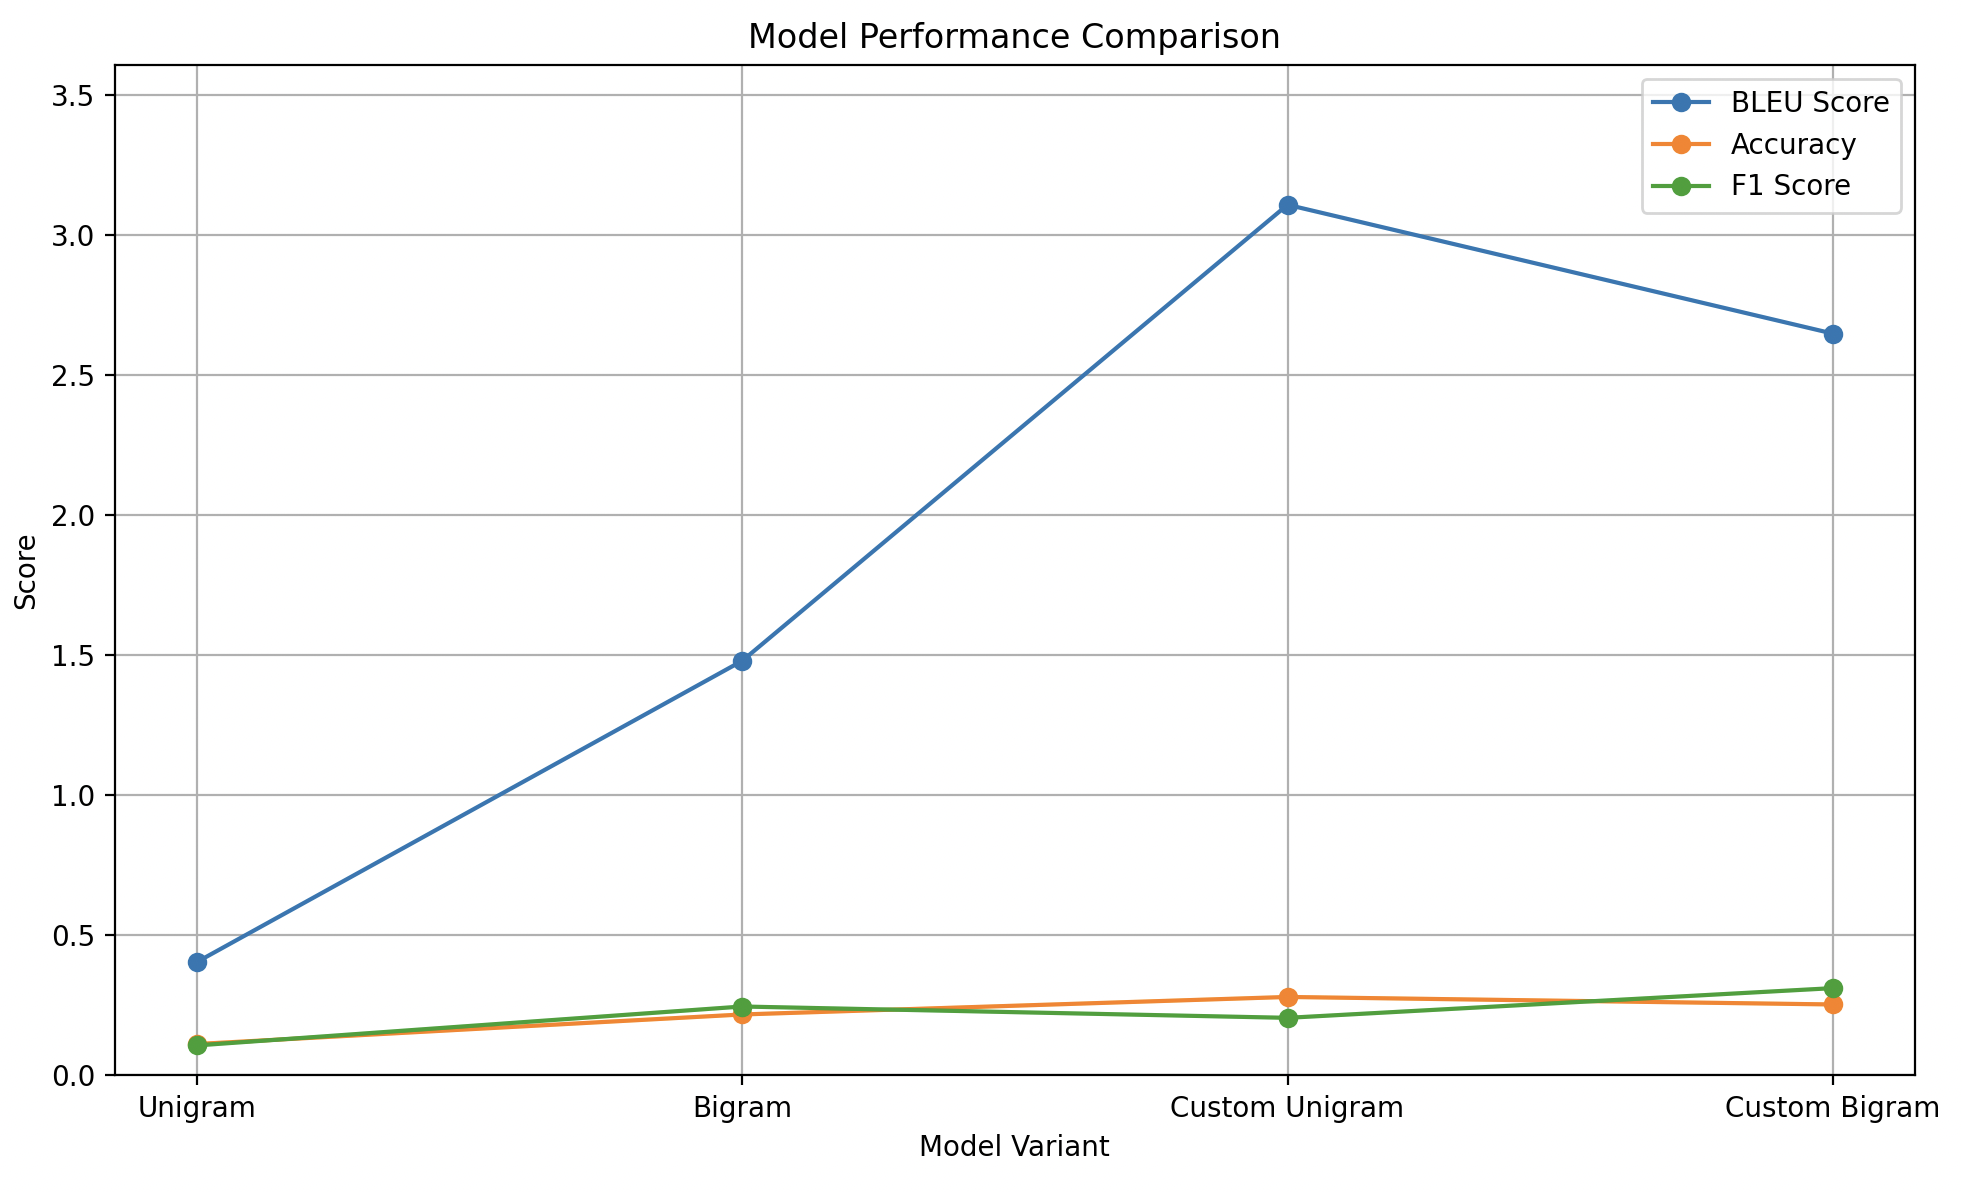 Model Performance Comparison
3.5
3.0
2.5
2.0
1.5
1.0
0.5
0.0
Score
BLEU Score
Accuracy
F1 Score
Unigram
Bigram
Custom Unigram
Custom Bigram
Model Variant